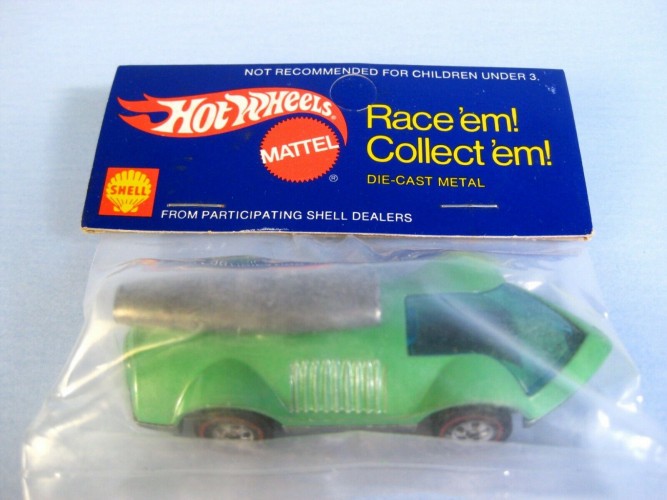 NOT RECOMMENDED FOR CHILDREN UNDER 3.
HOT WHEELS
MATTEL
®
Race 'em!
Collect 'em!
DIE-CAST METAL
SHELL
FROM PARTICIPATING SHELL DEALERS